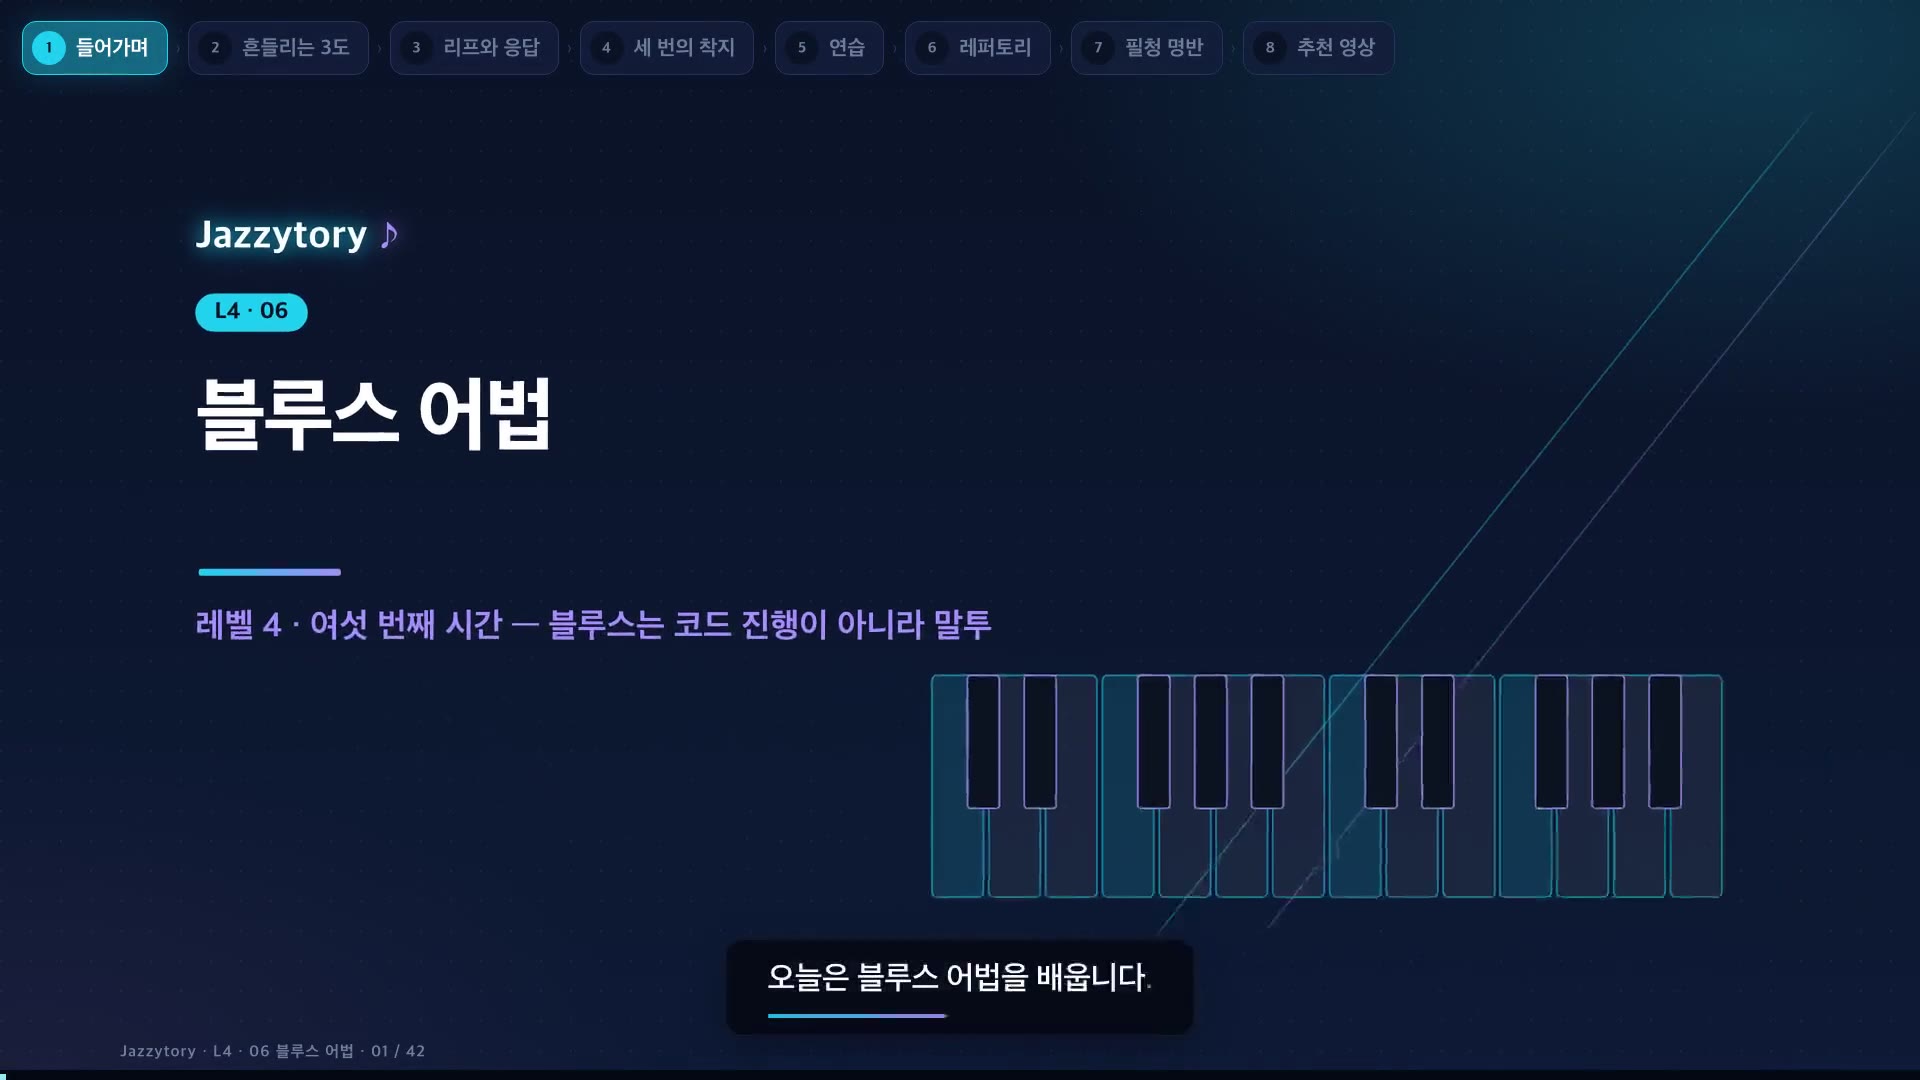 1 들어가며 › 2 흔들리는 3도 › 3 리프와 응답 › 4 세 번의 착지 › 5 연습 › 6 레퍼토리 › 7 필청 명반 › 8 추천 영상
Jazzytory ♪
L4 · 06
블루스 어법
레벨 4 · 여섯 번째 시간 — 블루스는 코드 진행이 아니라 말투
오늘은 블루스 어법을 배웁니다.
Jazzytory · L4 · 06 블루스 어법 · 01 / 42